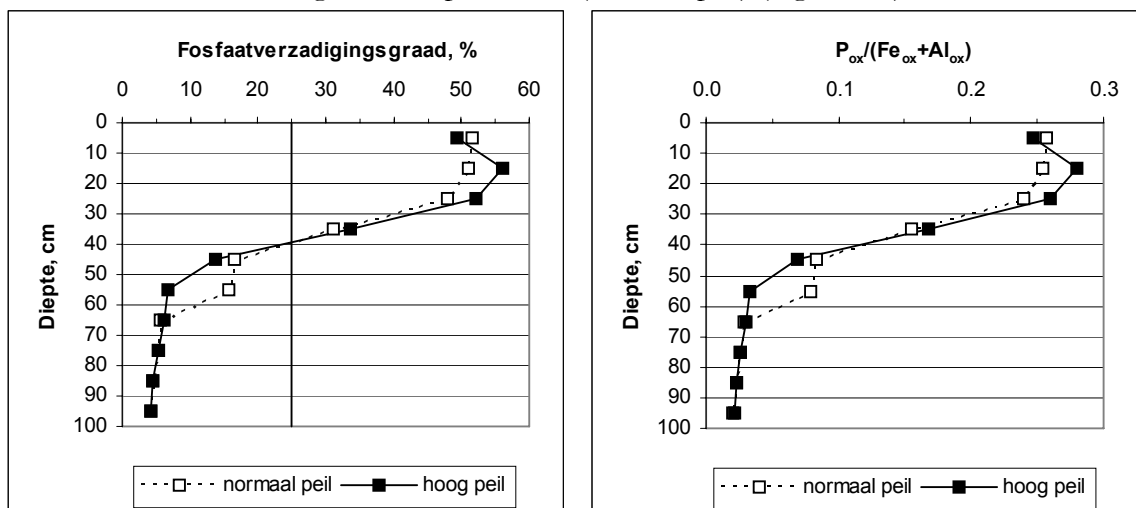 Fosfaatverzadigingsgraad, %
0 10 20 30 40 50 60
0
10
20
30
40
50
60
70
80
90
100
Diepte, cm
normaal peil hoog peil
Pox/(Feox+Alox)
0.0 0.1 0.2 0.3
0
10
20
30
40
50
60
70
80
90
100
Diepte, cm
normaal peil hoog peil